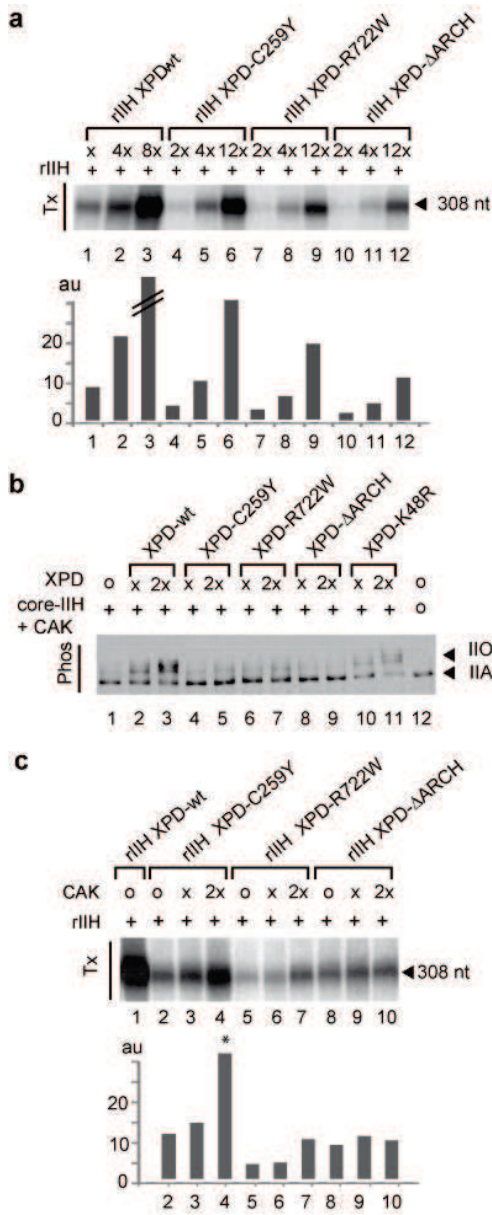 a
rIIH XPDwt rIIH XPD-C259Y rIIH XPD-R722W rIIH XPD-ΔARCH
x 4x 8x 2x 4x 12x 2x 4x 12x 2x 4x 12x
rIIH + + + + + + + + + + + +
Tx 308 nt
1 2 3 4 5 6 7 8 9 10 11 12
au
20
10
0
1 2 3 4 5 6 7 8 9 10 11 12
b
XPD-wt XPD-C259Y XPD-R722W XPD-ΔARCH XPD-K48R
XPD o x 2x x 2x x 2x x 2x x 2x o
core-IIH + + + + + + + + + + + o
+ CAK
Phos IIO
IIA
1 2 3 4 5 6 7 8 9 10 11 12
c
rIIH XPD-wt rIIH XPD-C259Y rIIH XPD-R722W rIIH XPD-ΔARCH
CAK o o x 2x o x 2x o x 2x
rIIH + + + + + + + + + +
Tx 308 nt
1 2 3 4 5 6 7 8 9 10
au *
20
10
0
2 3 4 5 6 7 8 9 10